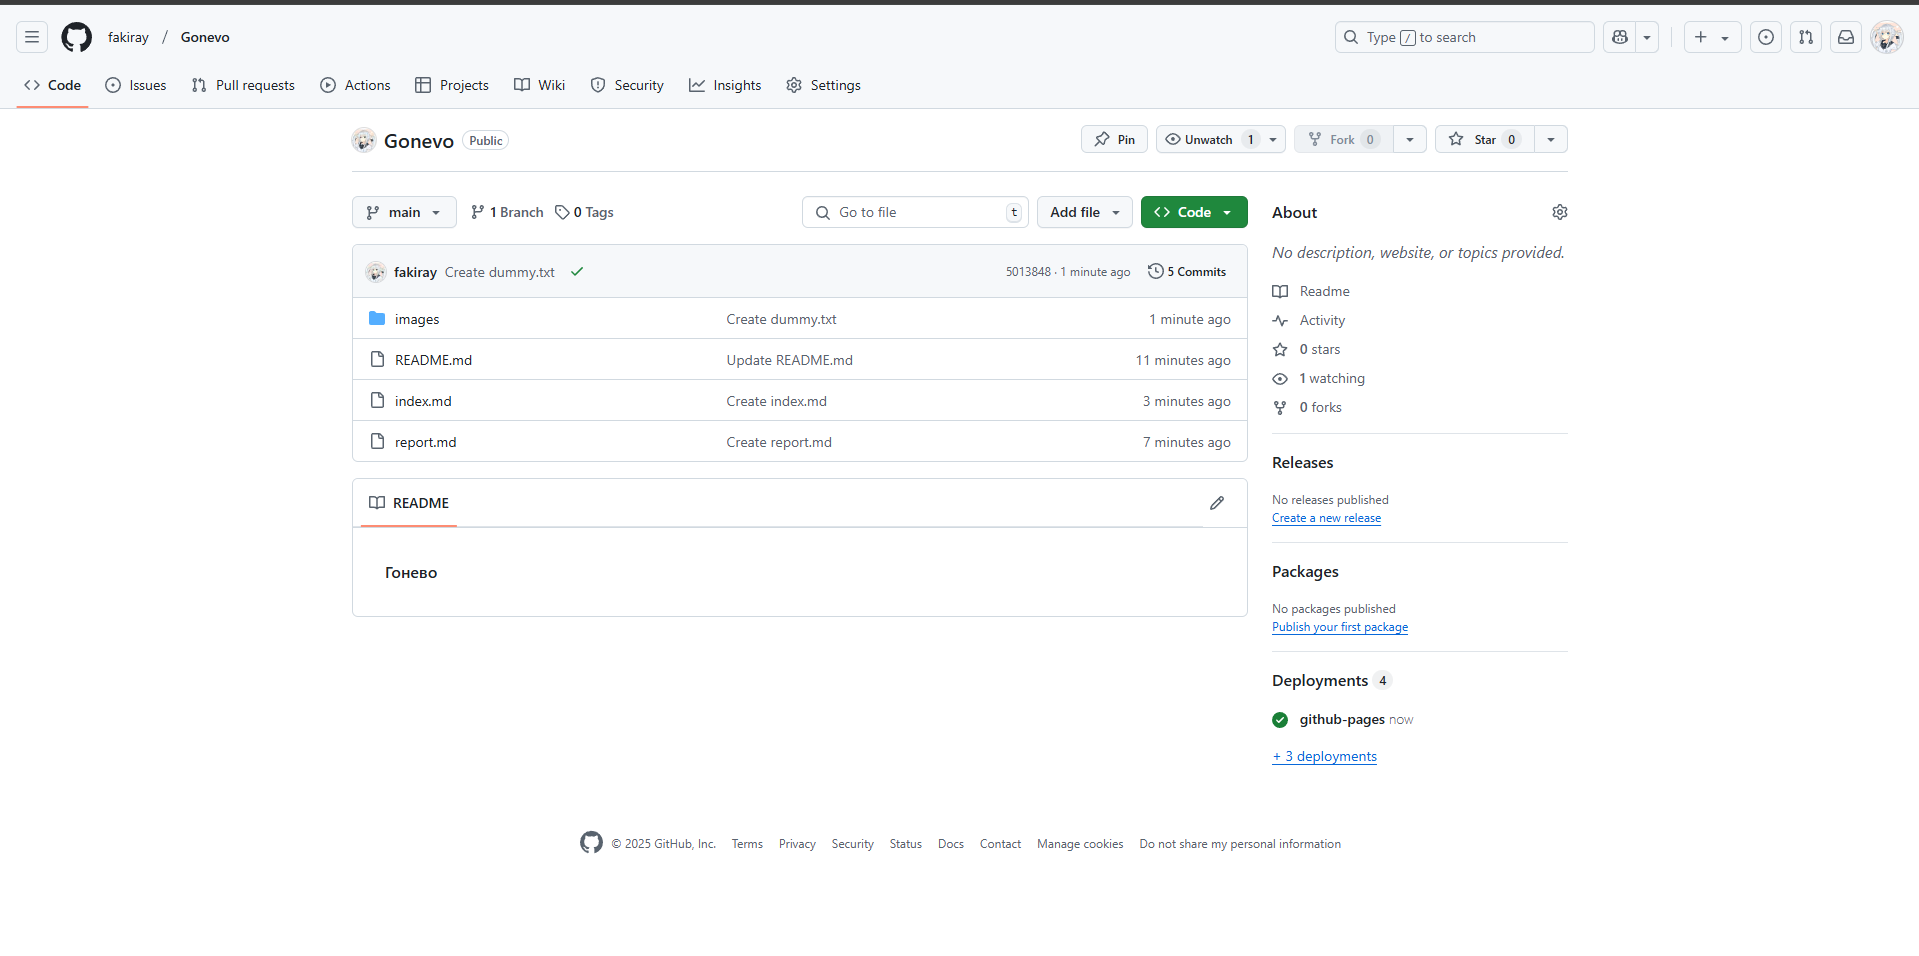 fakiray / Gonevo
Type / to search
Code Issues Pull requests Actions Projects Wiki Security Insights Settings
Gonevo Public
Pin Unwatch 1 Fork 0 Star 0
main 1 Branch 0 Tags Go to file t Add file Code
fakiray Create dummy.txt 5013848 · 1 minute ago 5 Commits
images Create dummy.txt 1 minute ago
README.md Update README.md 11 minutes ago
index.md Create index.md 3 minutes ago
report.md Create report.md 7 minutes ago
README
Гонево
About
No description, website, or topics provided.
Readme
Activity
0 stars
1 watching
0 forks
Releases
No releases published
Create a new release
Packages
No packages published
Publish your first package
Deployments 4
github-pages now
+ 3 deployments
© 2025 GitHub, Inc. Terms Privacy Security Status Docs Contact Manage cookies Do not share my personal information